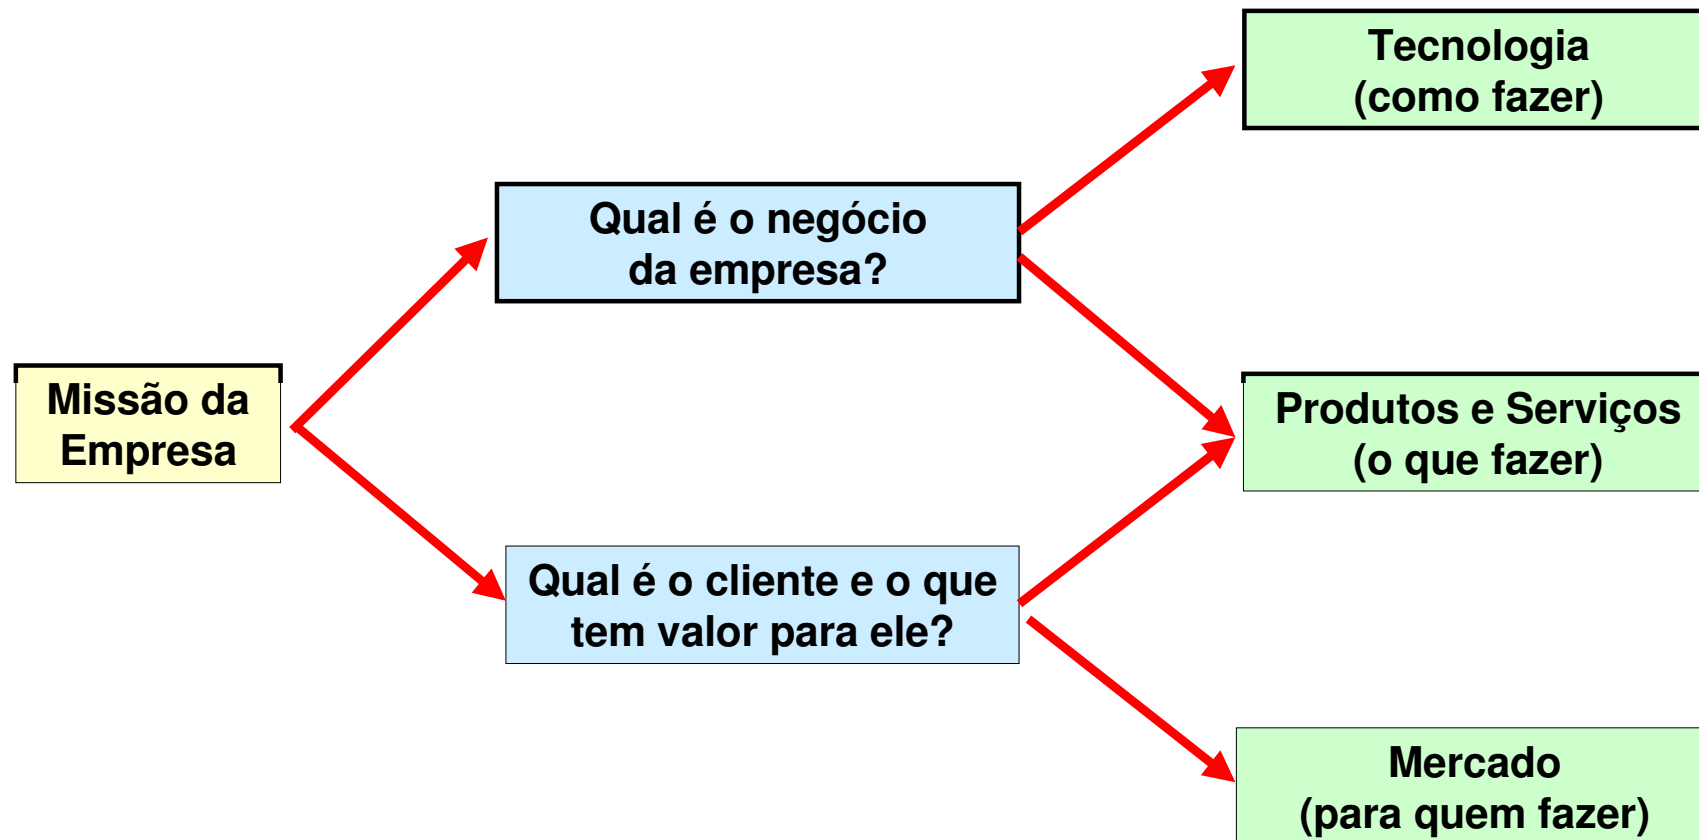 Tecnologia
(como fazer)
Qual é o negócio
da empresa?
Missão da
Empresa
Produtos e Serviços
(o que fazer)
Qual é o cliente e o que
tem valor para ele?
Mercado
(para quem fazer)